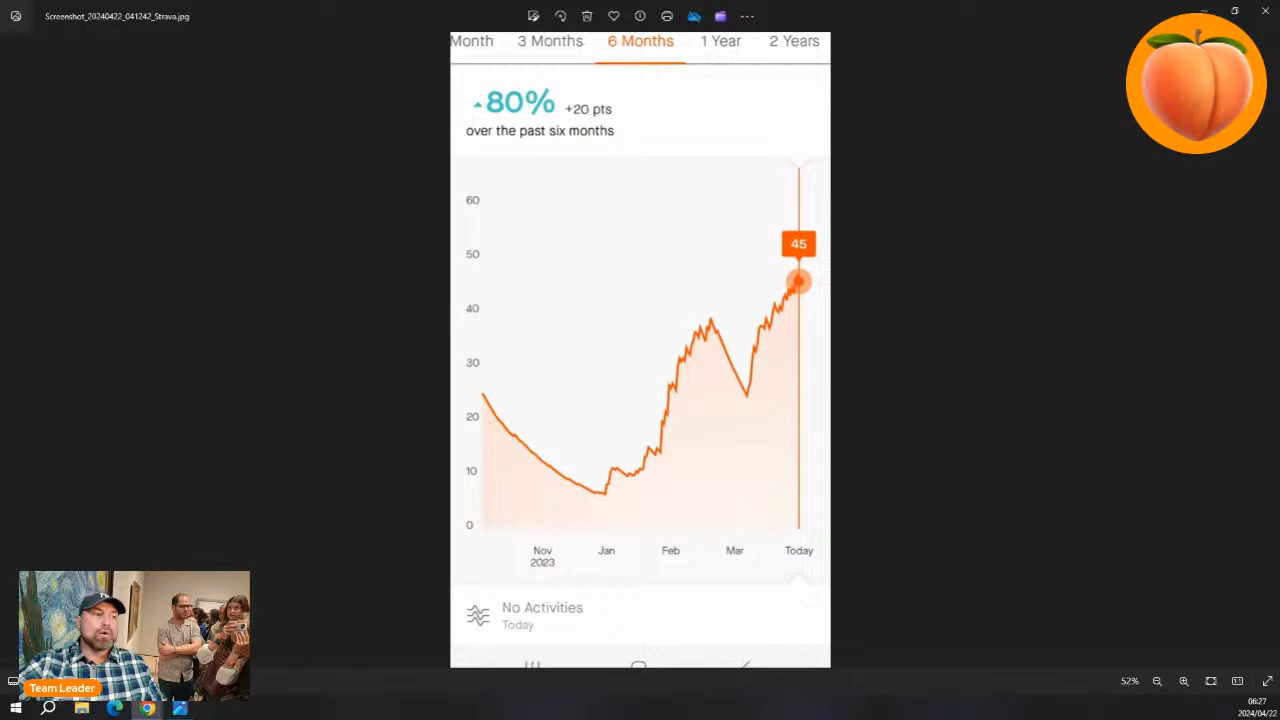 Screenshot_20240422_041242_Strava.jpg
Month 3 Months 6 Months 1 Year 2 Years
80% +20 pts
over the past six months
60
50
45
40
30
20
10
0
Nov Jan Feb Mar Today
2023
No Activities
Today
Team Leader
52%
06:27
2024/04/22